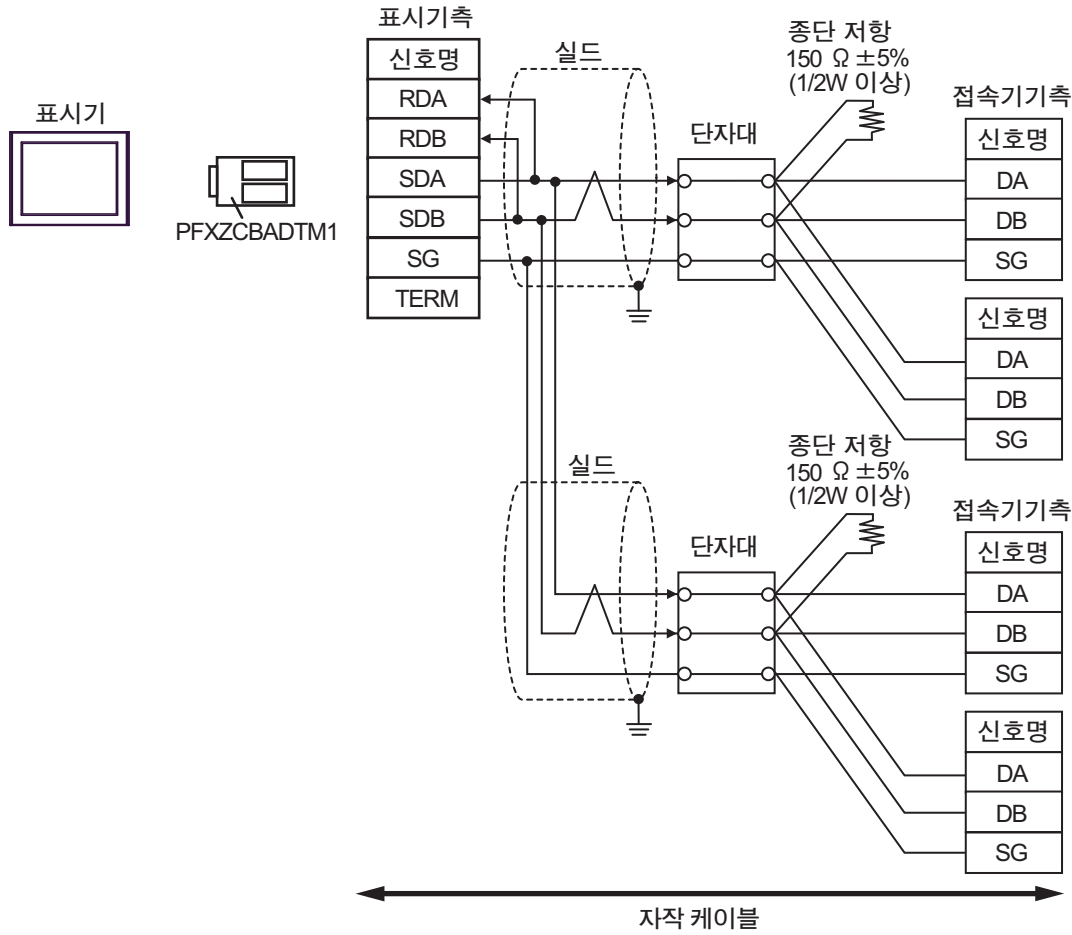 표시기
PFXZCBADTM1
표시기측
신호명
RDA
RDB
SDA
SDB
SG
TERM
실드
단자대
종단 저항
150 Ω ±5%
(1/2W 이상)
접속기기측
신호명
DA
DB
SG
신호명
DA
DB
SG
실드
단자대
종단 저항
150 Ω ±5%
(1/2W 이상)
접속기기측
신호명
DA
DB
SG
신호명
DA
DB
SG
자작 케이블